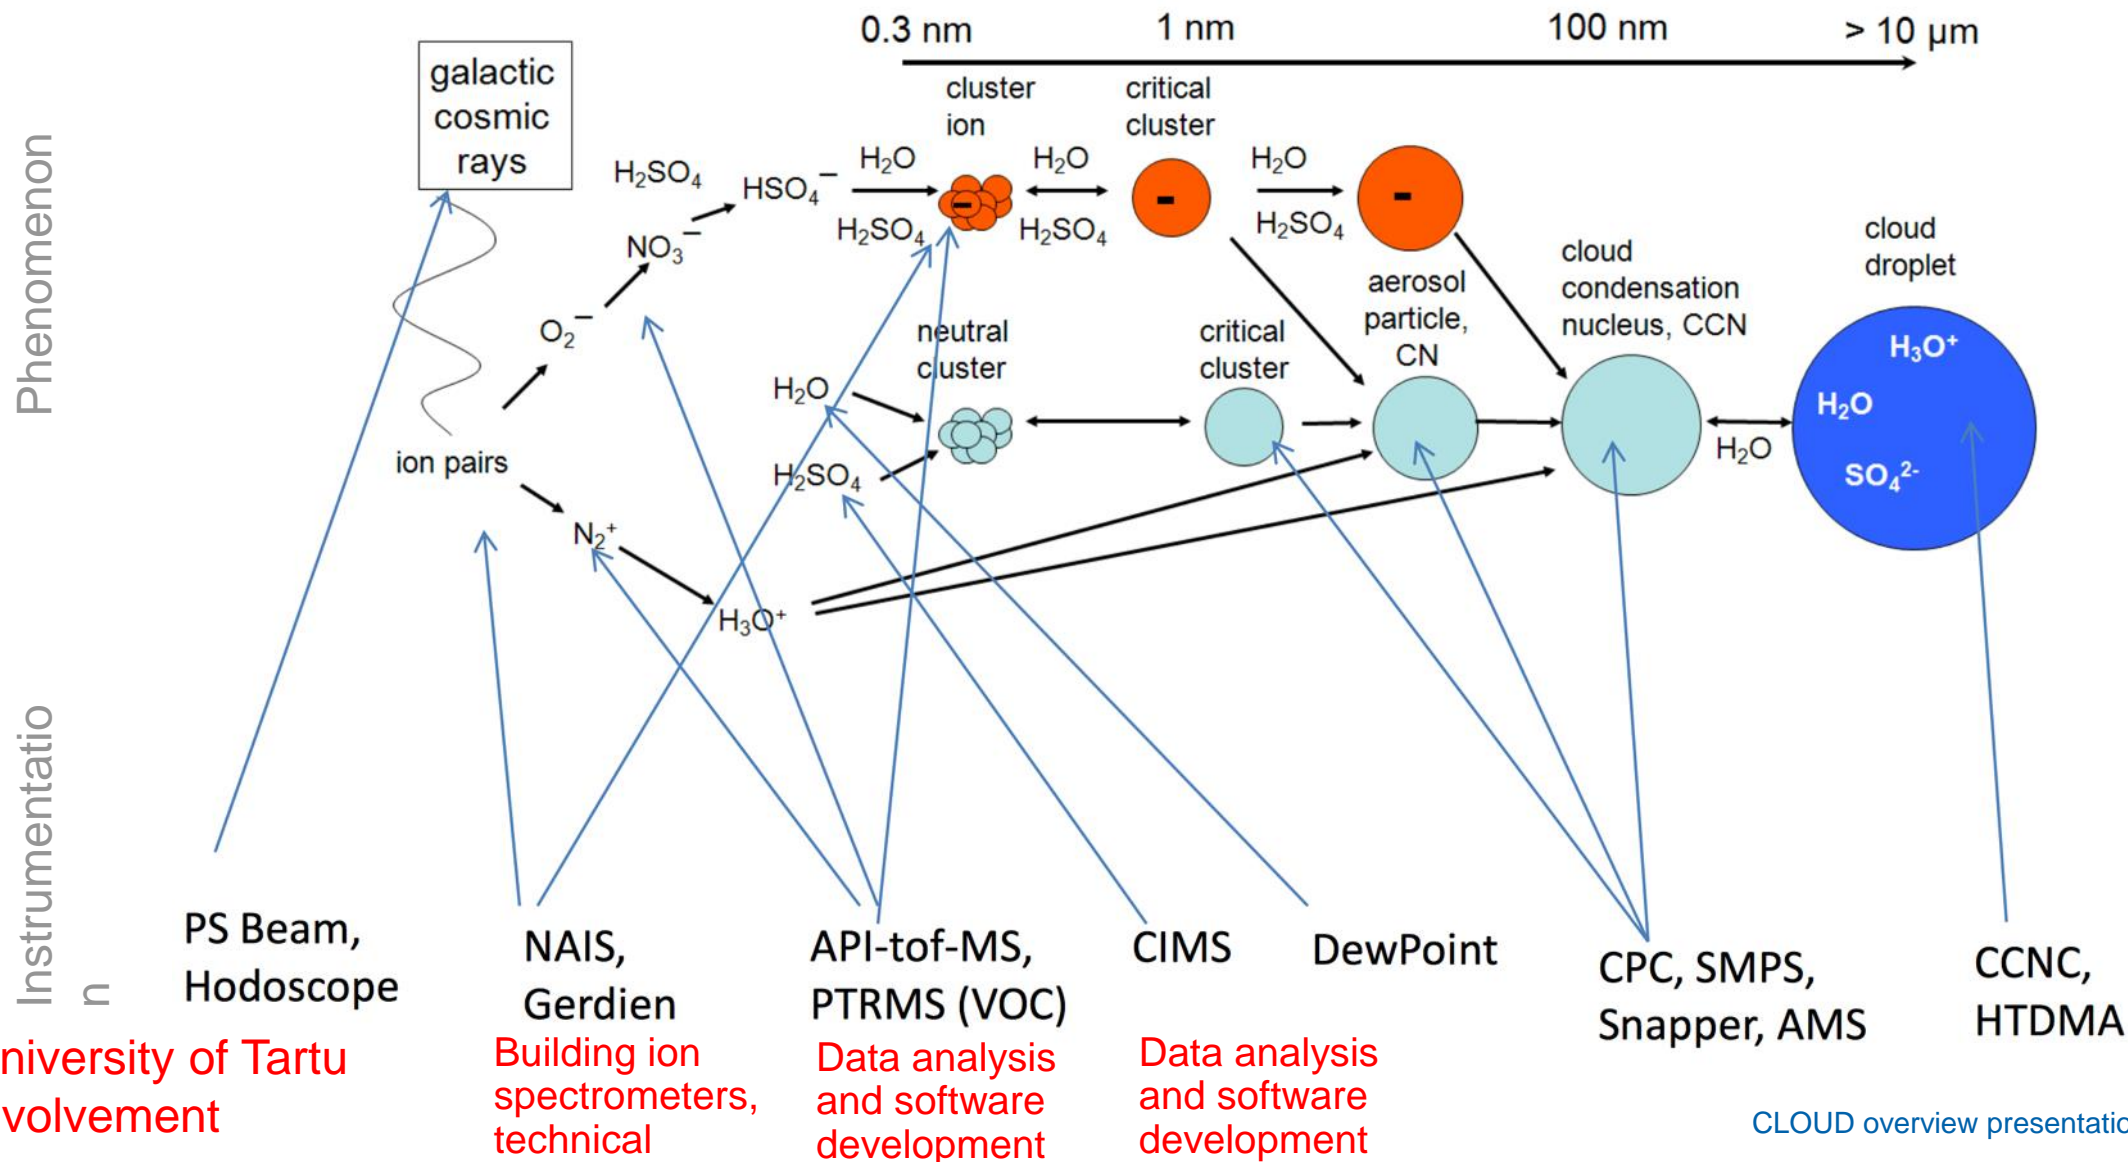 0.3 nm
1 nm
100 nm
> 10 µm
Phenomenon
galactic
cosmic
rays
cluster
ion
critical
cluster
H₂SO₄
HSO₄⁻
H₂O
H₂SO₄
H₂O
H₂SO₄
H₂O
H₂SO₄
-
-
-
NO₃⁻
O₂⁻
ion pairs
N₂⁺
H₃O⁺
H₂O
H₂SO₄
neutral
cluster
critical
cluster
aerosol
particle,
CN
cloud
condensation
nucleus, CCN
cloud
droplet
H₂O
H₃O⁺
H₂O
SO₄²⁻
Instrumentatio
n
PS Beam,
Hodoscope
NAIS,
Gerdien
API-tof-MS,
PTRMS (VOC)
CIMS
DewPoint
CPC, SMPS,
Snapper, AMS
CCNC,
HTDMA
niversity of Tartu
volvement
Building ion
spectrometers,
technical
Data analysis
and software
development
Data analysis
and software
development
CLOUD overview presentatio